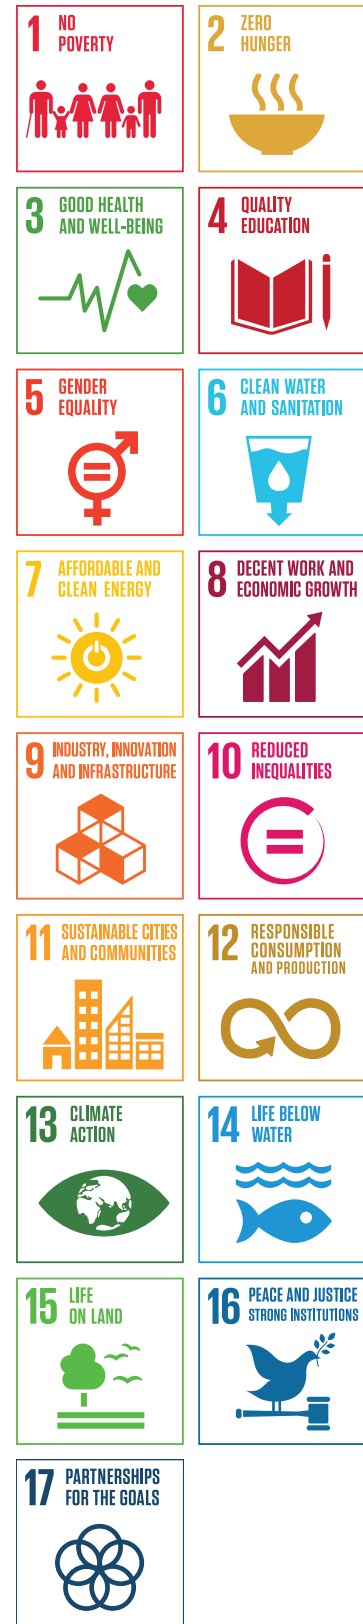 1 NO
POVERTY
2 ZERO
HUNGER
3 GOOD HEALTH
AND WELL-BEING
4 QUALITY
EDUCATION
5 GENDER
EQUALITY
6 CLEAN WATER
AND SANITATION
7 AFFORDABLE AND
CLEAN ENERGY
8 DECENT WORK AND
ECONOMIC GROWTH
9 INDUSTRY, INNOVATION
AND INFRASTRUCTURE
10 REDUCED
INEQUALITIES
11 SUSTAINABLE CITIES
AND COMMUNITIES
12 RESPONSIBLE
CONSUMPTION
AND PRODUCTION
13 CLIMATE
ACTION
14 LIFE BELOW
WATER
15 LIFE
ON LAND
16 PEACE AND JUSTICE
STRONG INSTITUTIONS
17 PARTNERSHIPS
FOR THE GOALS